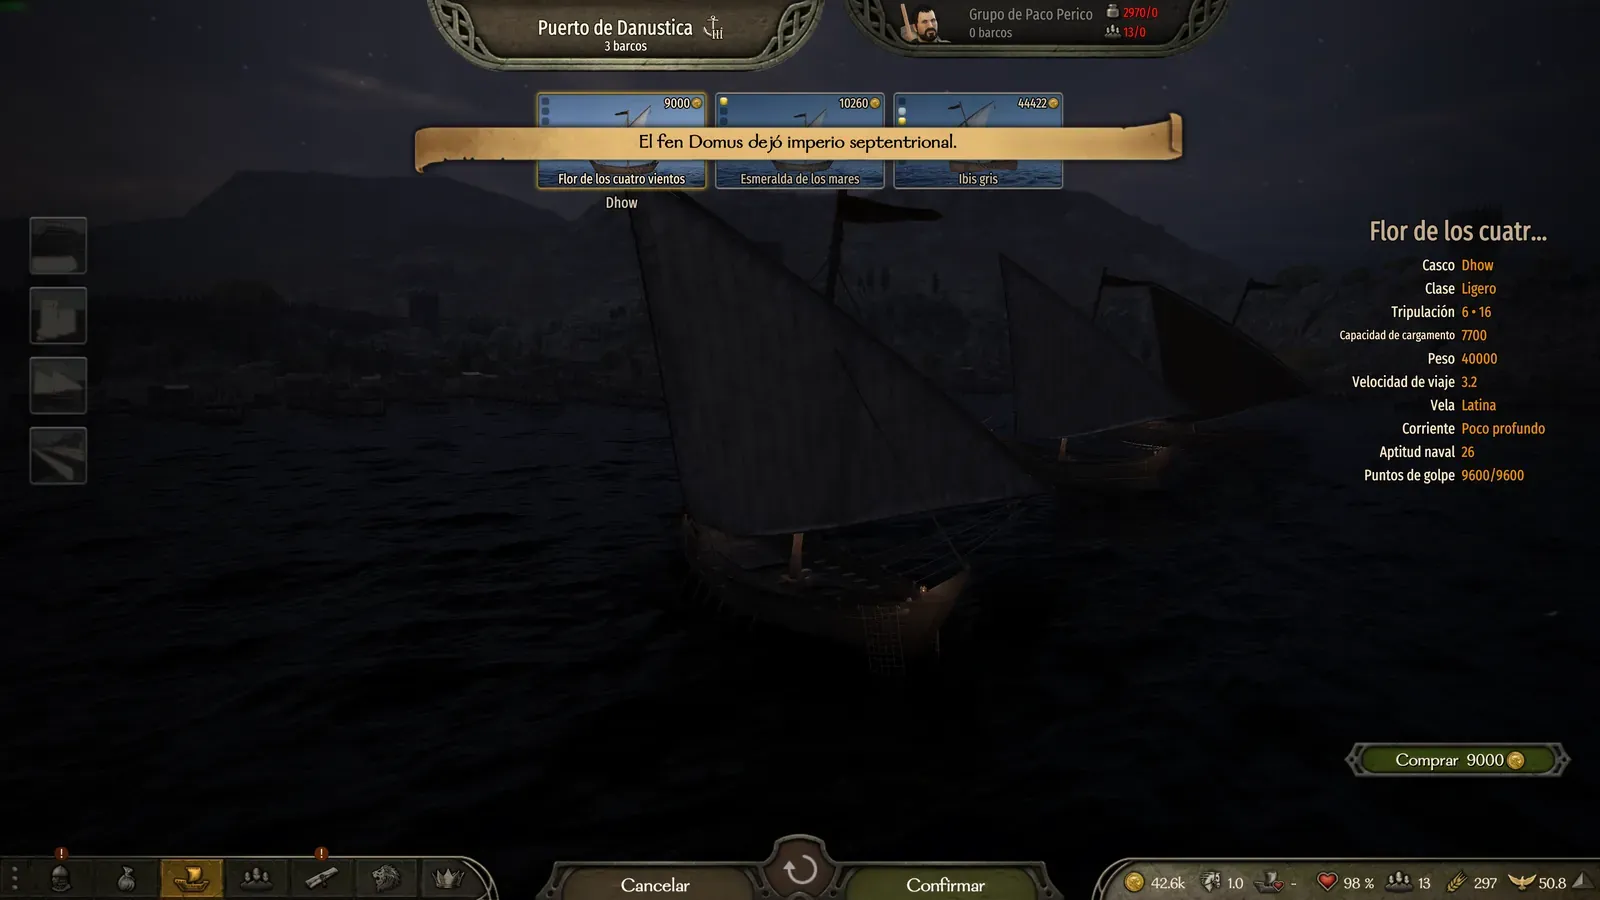 Puerto de Danustica
3 barcos
Grupo de Paco Perico
0 barcos
2970/0
13/0
9000
10260
44422
El fen Domus dejó imperio septentrional.
Flor de los cuatro vientos
Esmeralda de los mares
Ibis gris
Dhow
Flor de los cuatr...
Casco Dhow
Clase Ligero
Tripulación 6 • 16
Capacidad de cargamento 7700
Peso 40000
Velocidad de viaje 3.2
Vela Latina
Corriente Poco profundo
Aptitud naval 26
Puntos de golpe 9600/9600
Comprar 9000
! !
Cancelar
Confirmar
42.6k 1.0 - 98 % 13 297 50.8